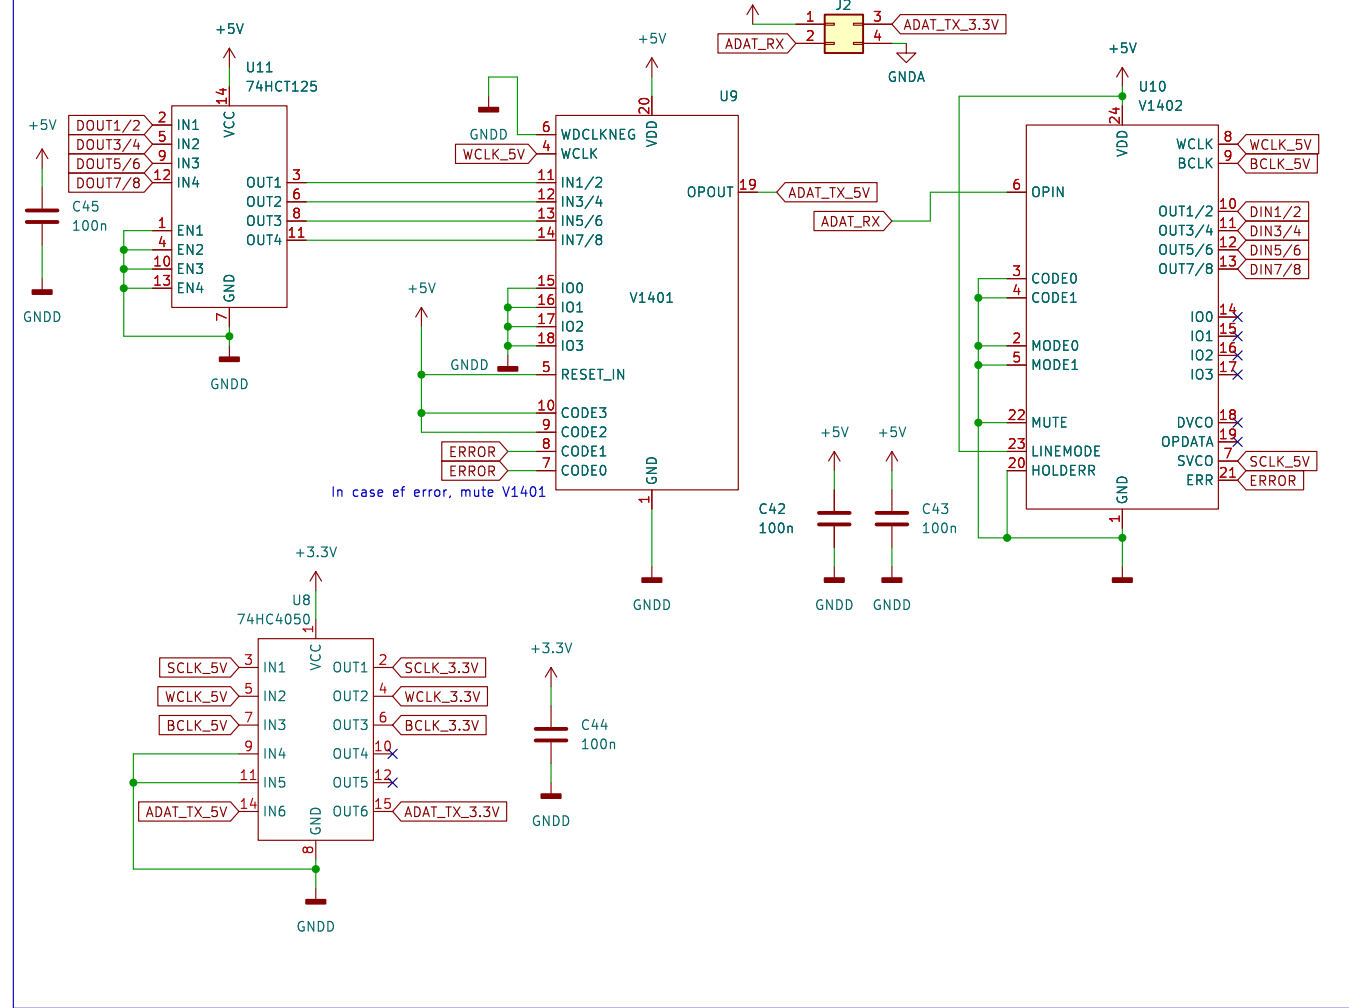 J2
1
2
3
4
ADAT_RX
ADAT_TX_3.3V
GNDA
+5V
U11
74HCT125
14
VCC
+5V
C45
100n
GNDD
DOUT1/2
DOUT3/4
DOUT5/6
DOUT7/8
2 IN1
5 IN2
9 IN3
12 IN4
1 EN1
4 EN2
10 EN3
13 EN4
OUT1 3
OUT2 6
OUT3 8
OUT4 11
GND
7
GNDD
+5V
U9
20
VDD
GNDD
WCLK_5V
6 WDCLKNEG
4 WCLK
11 IN1/2
12 IN3/4
13 IN5/6
14 IN7/8
15 IO0
16 IO1
17 IO2
18 IO3
GNDD
+5V
5 RESET_IN
10 CODE3
9 CODE2
ERROR 8 CODE1
ERROR 7 CODE0
In case ef error, mute V1401
V1401
OPOUT 19 ADAT_TX_5V
GND
1
GNDD
+5V
U10
V1402
24
VDD
ADAT_RX
6 OPIN
3 CODE0
4 CODE1
2 MODE0
5 MODE1
22 MUTE
23 LINEMODE
20 HOLDERR
WCLK 8 WCLK_5V
BCLK 9 BCLK_5V
OUT1/2 10 DIN1/2
OUT3/4 11 DIN3/4
OUT5/6 12 DIN5/6
OUT7/8 13 DIN7/8
IO0 14
IO1 15
IO2 16
IO3 17
DVCO 18
OPDATA 19
SVCO 7 SCLK_5V
ERR 21 ERROR
GND
1
GNDD
+5V
C42
100n
GNDD
+5V
C43
100n
GNDD
+3.3V
U8
74HC4050
1
VCC
SCLK_5V 3 IN1 OUT1 2 SCLK_3.3V
WCLK_5V 5 IN2 OUT2 4 WCLK_3.3V
BCLK_5V 7 IN3 OUT3 6 BCLK_3.3V
9 IN4 OUT4 10
11 IN5 OUT5 12
ADAT_TX_5V 14 IN6 OUT6 15 ADAT_TX_3.3V
GND
8
GNDD
+3.3V
C44
100n
GNDD